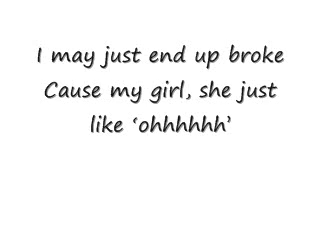 I may just end up broke
Cause my girl, she just
like ‘ohhhhhh’